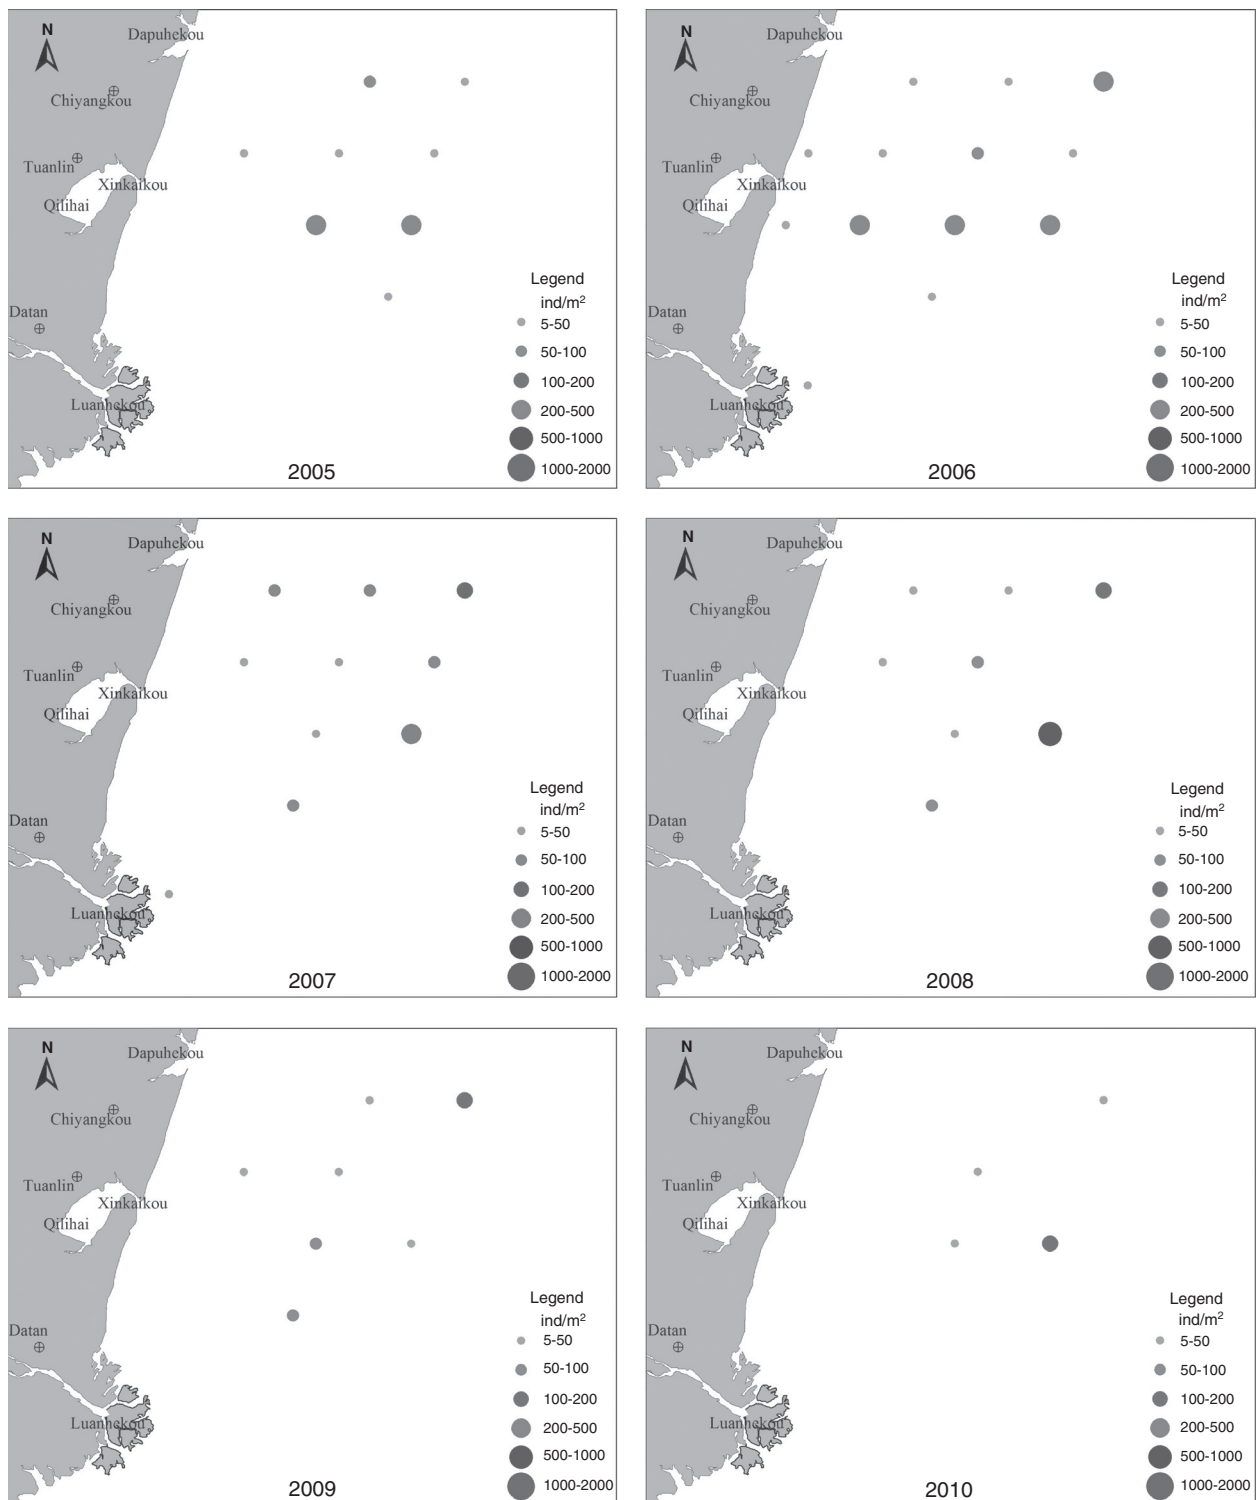 N
Dapuhekou
Chiyangkou
Tuanlin
Xinkaikou
Qilihai
Legend
ind/m²
Datan
5-50
50-100
100-200
Luanhekou
200-500
500-1000
1000-2000
2005
N
Dapuhekou
Chiyangkou
Tuanlin
Xinkaikou
Qilihai
Legend
ind/m²
Datan
5-50
50-100
100-200
Luanhekou
200-500
500-1000
1000-2000
2006
N
Dapuhekou
Chiyangkou
Tuanlin
Xinkaikou
Qilihai
Legend
ind/m²
Datan
5-50
50-100
100-200
Luanhekou
200-500
500-1000
1000-2000
2007
N
Dapuhekou
Chiyangkou
Tuanlin
Xinkaikou
Qilihai
Legend
ind/m²
Datan
5-50
50-100
100-200
Luanhekou
200-500
500-1000
1000-2000
2008
N
Dapuhekou
Chiyangkou
Tuanlin
Xinkaikou
Qilihai
Legend
ind/m²
Datan
5-50
50-100
100-200
Luanhekou
200-500
500-1000
1000-2000
2009
N
Dapuhekou
Chiyangkou
Tuanlin
Xinkaikou
Qilihai
Legend
ind/m²
Datan
5-50
50-100
100-200
Luanhekou
200-500
500-1000
1000-2000
2010